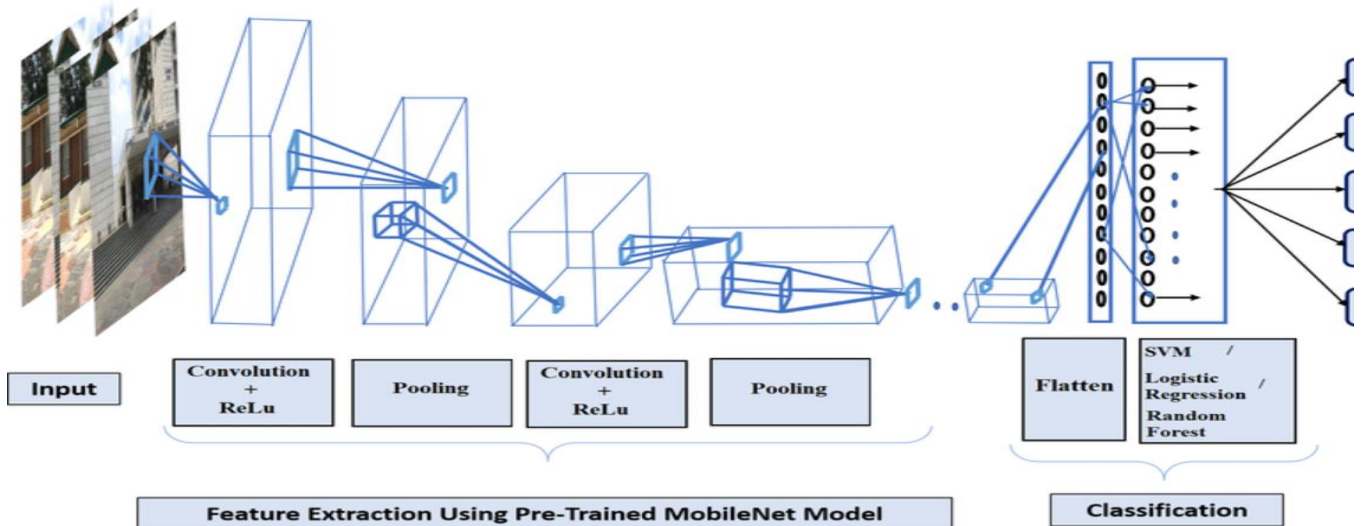 Input
Convolution
+
ReLu
Pooling
Convolution
+
ReLu
Pooling
Flatten
SVM /
Logistic
Regression /
Random
Forest
Feature Extraction Using Pre-Trained MobileNet Model
Classification